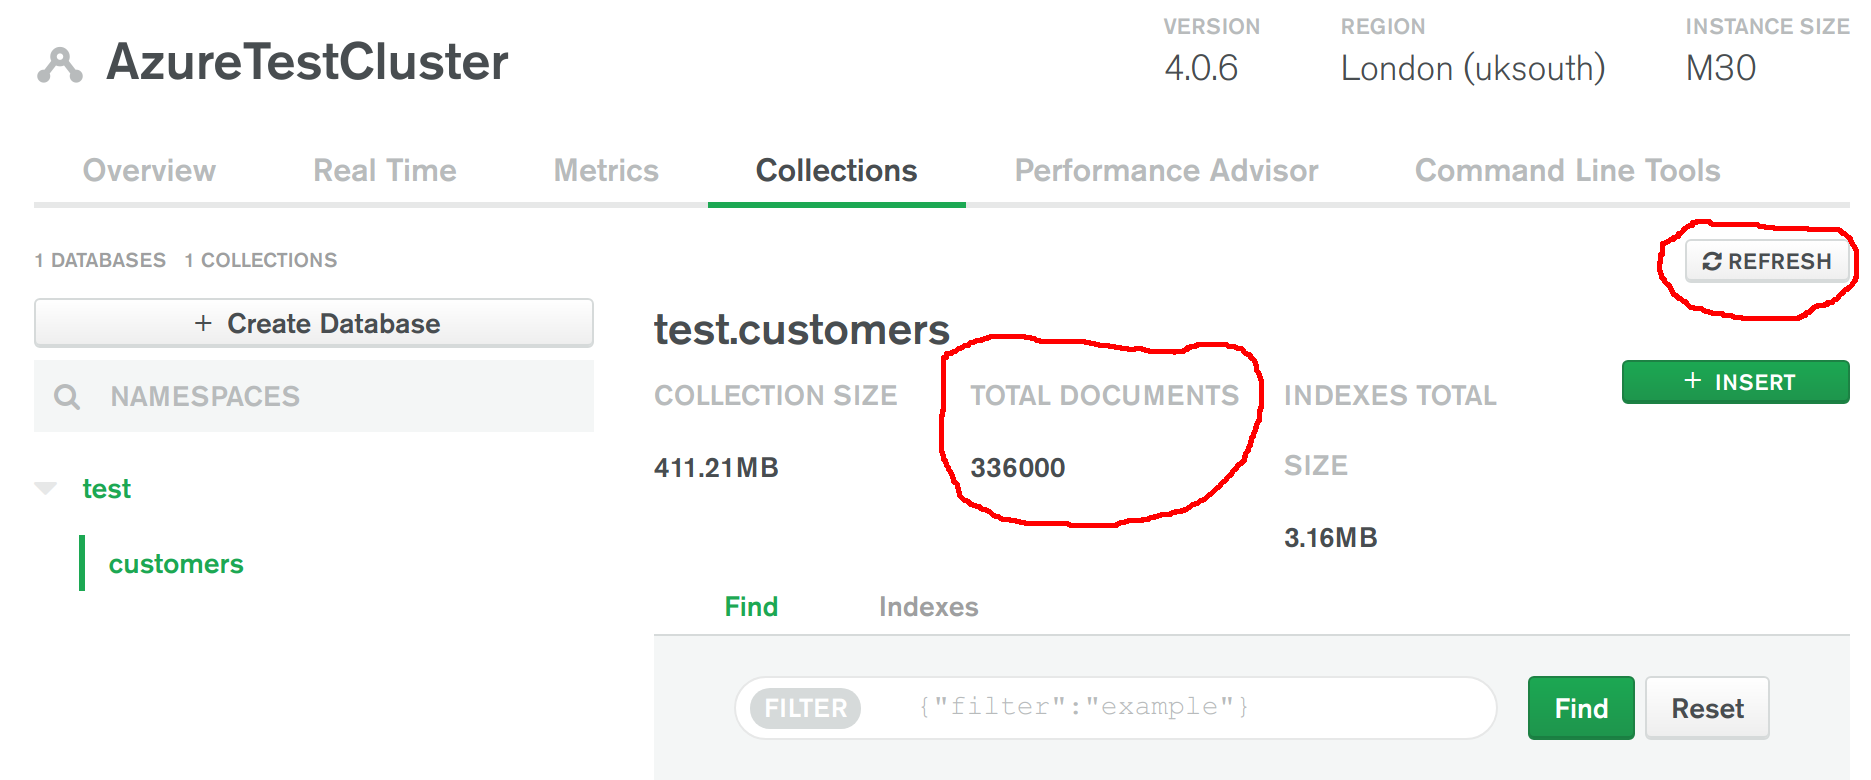 AzureTestCluster
VERSION
4.0.6
REGION
London (uksouth)
INSTANCE SIZE
M30
Overview Real Time Metrics Collections Performance Advisor Command Line Tools
1 DATABASES 1 COLLECTIONS
REFRESH
+ Create Database
NAMESPACES
test
customers
test.customers
COLLECTION SIZE
411.21MB
TOTAL DOCUMENTS
336000
INDEXES TOTAL
SIZE
3.16MB
+ INSERT
Find Indexes
FILTER {"filter":"example"} Find Reset